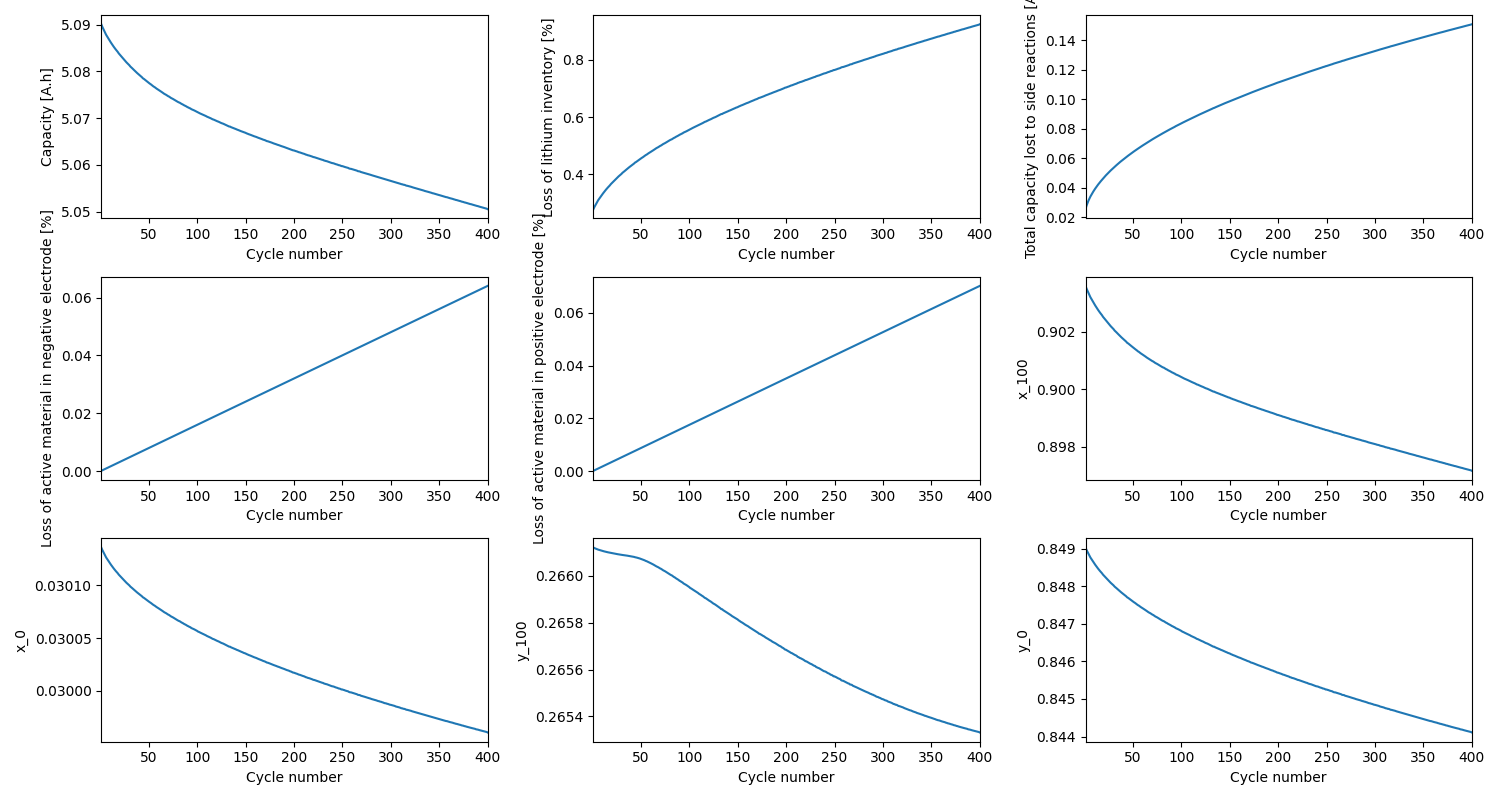 5.09
5.08
5.07
5.06
5.05
Capacity [A.h]
50 100 150 200 250 300 350 400
Cycle number
0.8
0.6
0.4
Loss of lithium inventory [%]
50 100 150 200 250 300 350 400
Cycle number
0.14
0.12
0.10
0.08
0.06
0.04
0.02
Total capacity lost to side reactions [A
50 100 150 200 250 300 350 400
Cycle number
0.06
0.04
0.02
0.00
Loss of active material in negative electrode [%]
50 100 150 200 250 300 350 400
Cycle number
0.06
0.04
0.02
0.00
Loss of active material in positive electrode [%]
50 100 150 200 250 300 350 400
Cycle number
0.902
0.900
0.898
x_100
50 100 150 200 250 300 350 400
Cycle number
0.03010
0.03005
0.03000
x_0
50 100 150 200 250 300 350 400
Cycle number
0.2660
0.2658
0.2656
0.2654
y_100
50 100 150 200 250 300 350 400
Cycle number
0.849
0.848
0.847
0.846
0.845
0.844
y_0
50 100 150 200 250 300 350 400
Cycle number